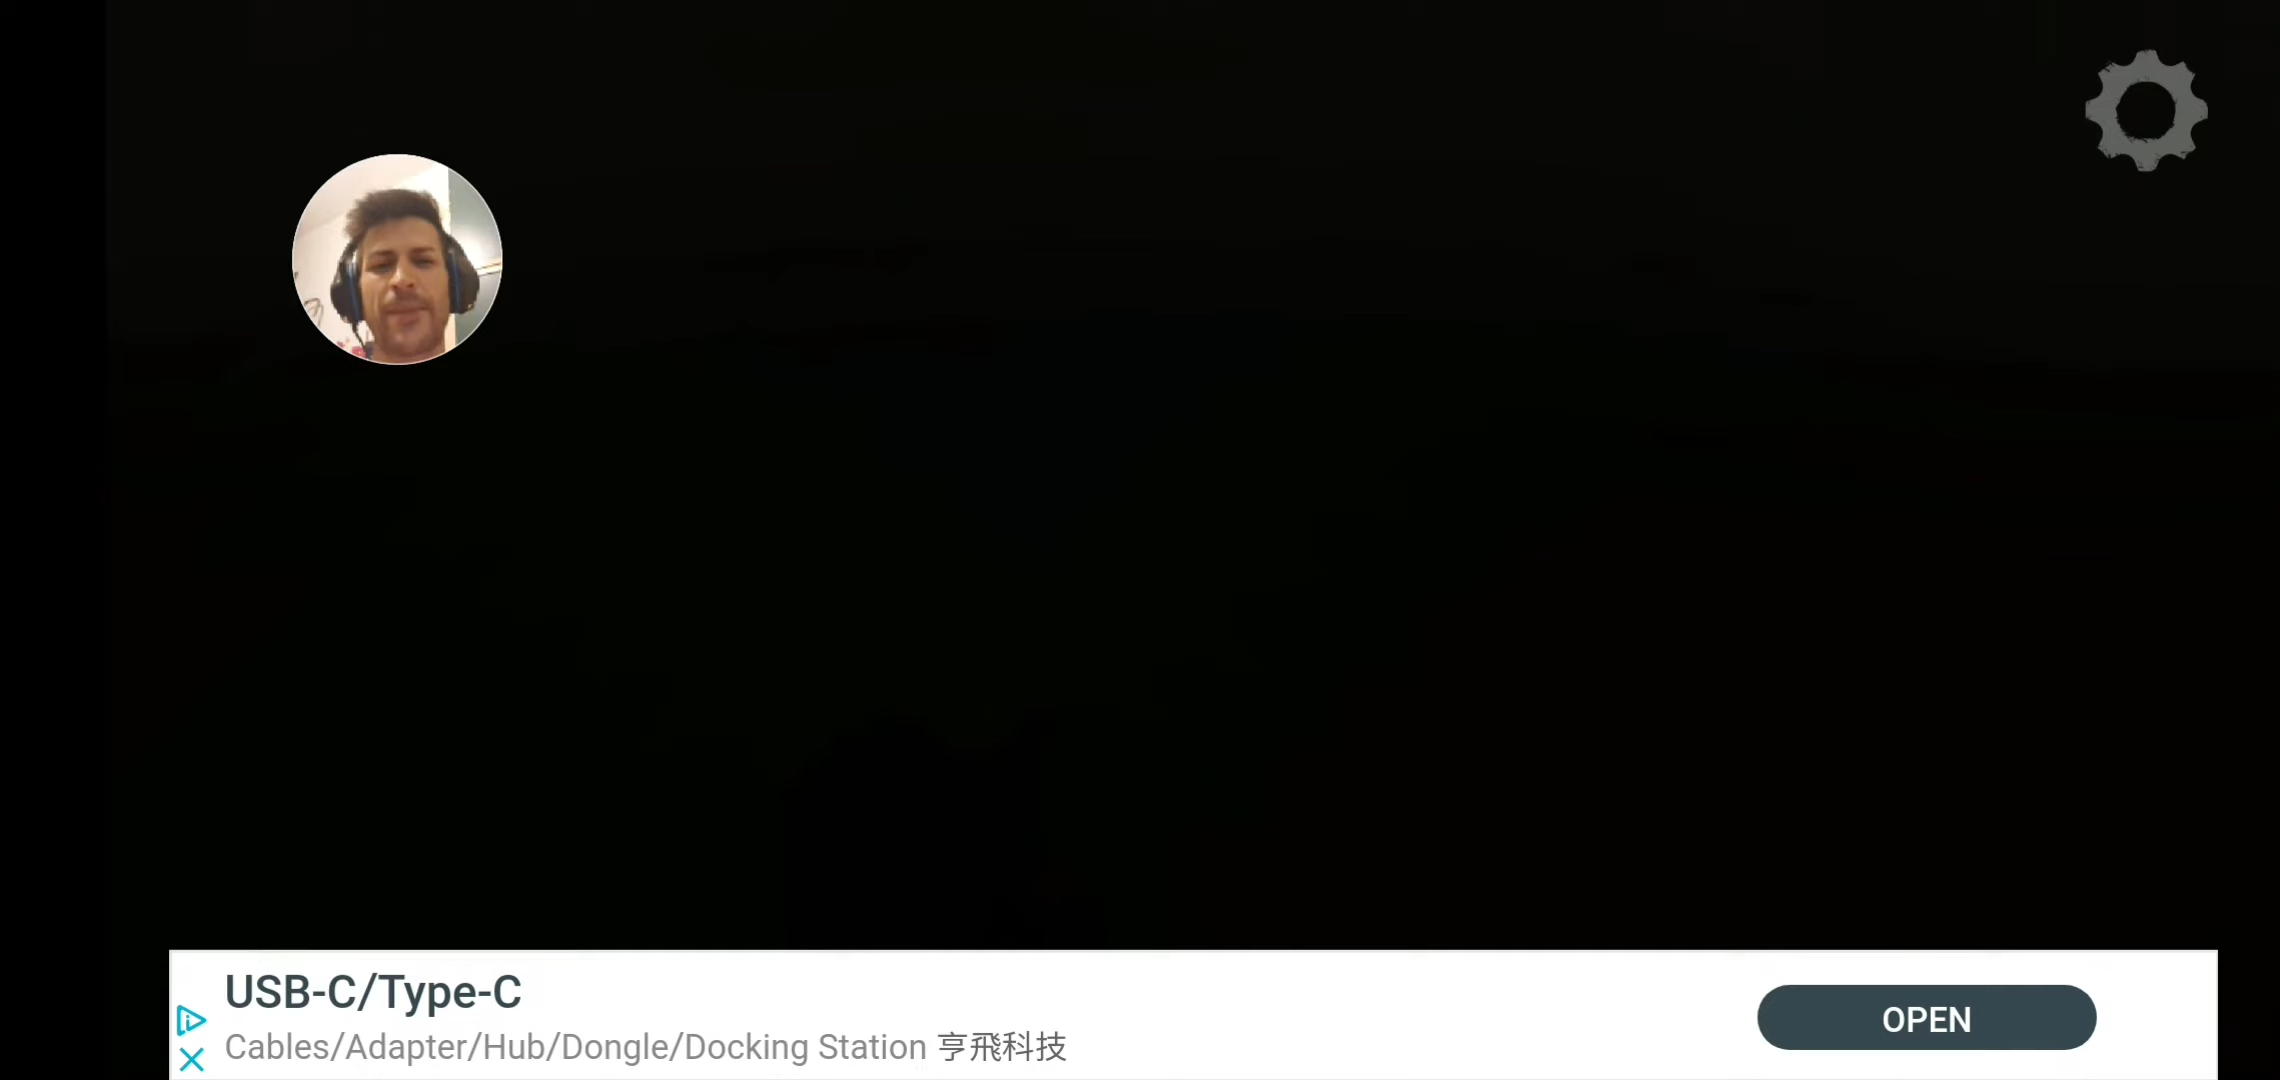 USB-C/Type-C
Cables/Adapter/Hub/Dongle/Docking Station 亨飛科技
OPEN